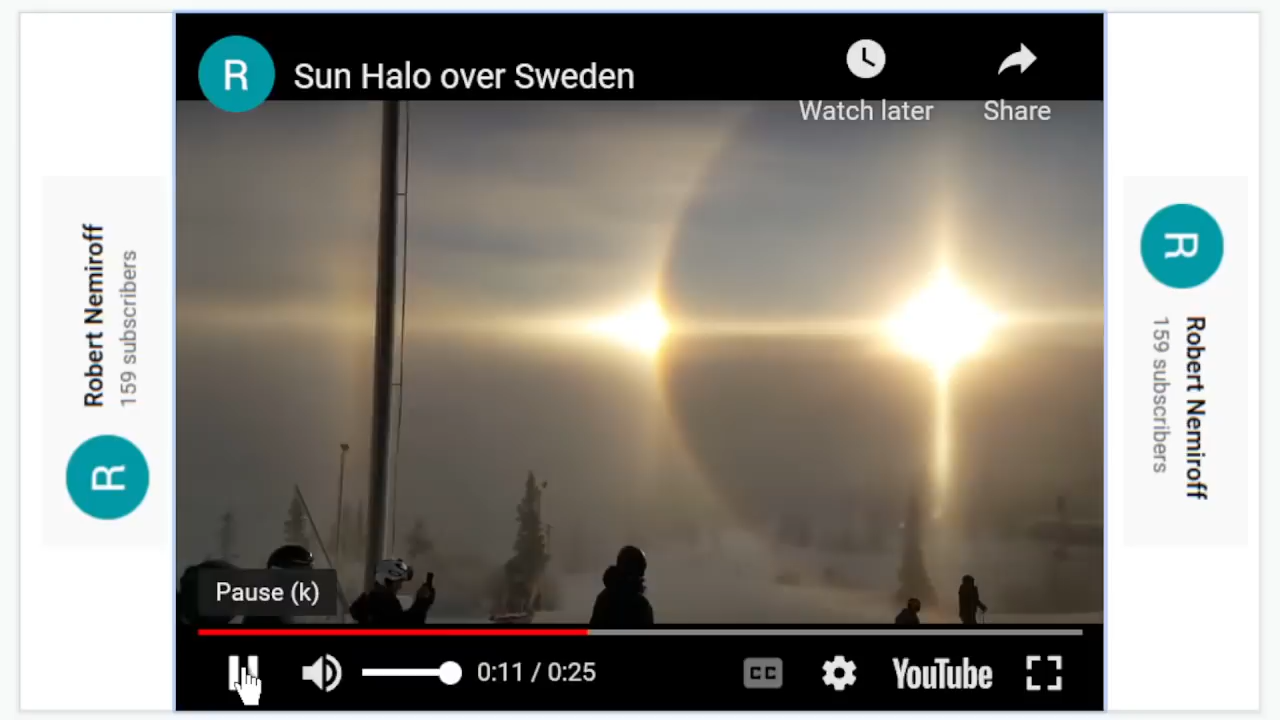 R
Sun Halo over Sweden
Watch later
Share
Robert Nemiroff
159 subscribers
R
R
Robert Nemiroff
159 subscribers
Pause (k)
0:11 / 0:25
CC
YouTube